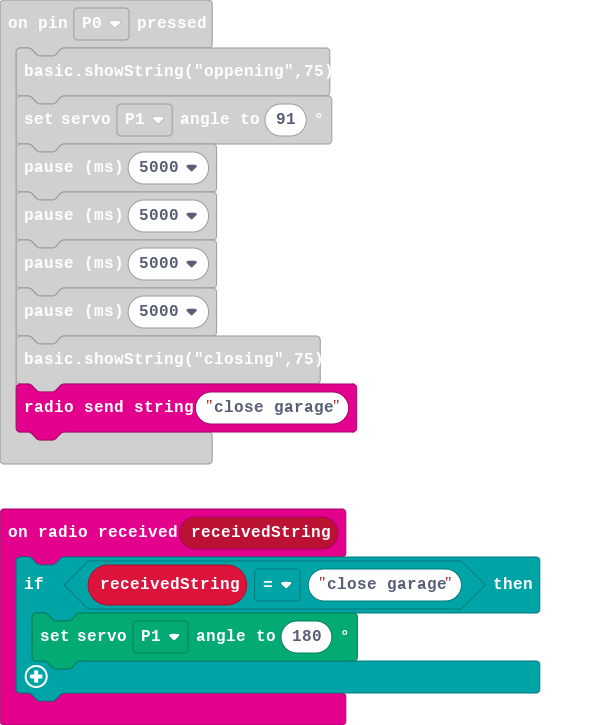 on pin P0 pressed
basic.showString("oppening",75)
set servo P1 angle to 91 °
pause (ms) 5000
pause (ms) 5000
pause (ms) 5000
pause (ms) 5000
basic.showString("closing",75)
radio send string "close garage"
on radio received receivedString
if receivedString = "close garage" then
set servo P1 angle to 180 °